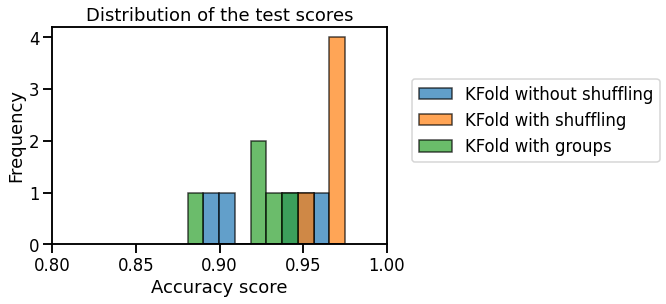 Distribution of the test scores
Frequency
4
3
2
1
0
0.80 0.85 0.90 0.95 1.00
Accuracy score
KFold without shuffling
KFold with shuffling
KFold with groups